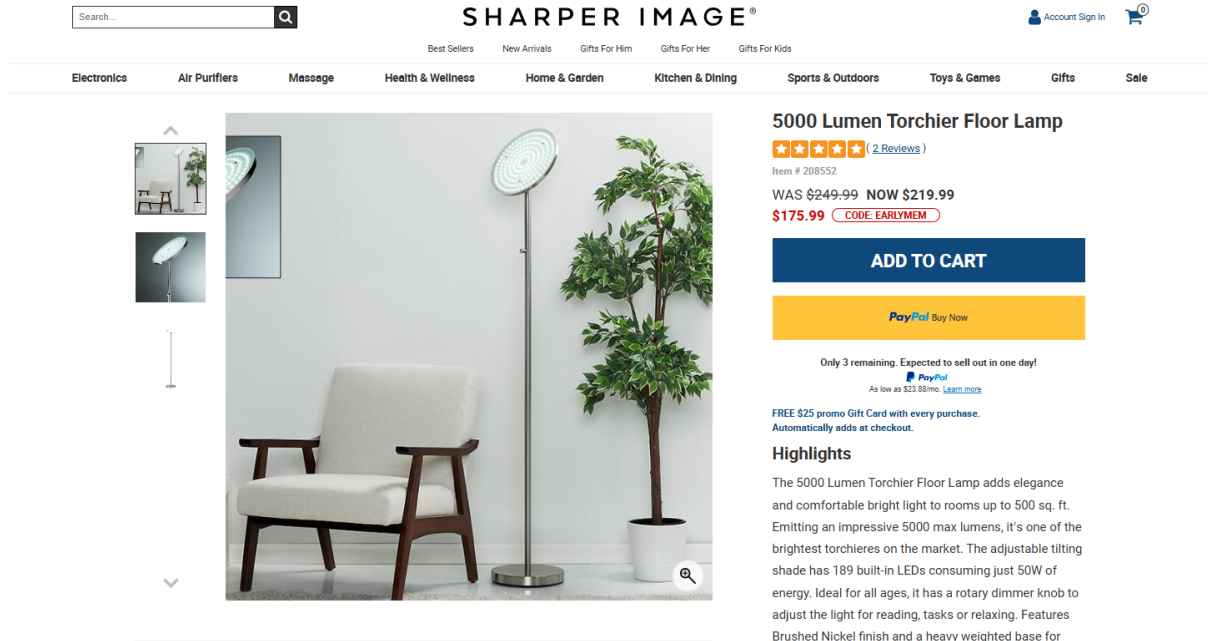 Search...
SHARPER IMAGE®
Account Sign In
0
Best Sellers New Arrivals Gifts For Him Gifts For Her Gifts For Kids
Electronics Air Purifiers Massage Health & Wellness Home & Garden Kitchen & Dining Sports & Outdoors Toys & Games Gifts Sale
5000 Lumen Torchier Floor Lamp
( 2 Reviews )
Item # 208552
WAS $249.99 NOW $219.99
$175.99 CODE: EARLYMEM
ADD TO CART
PayPal Buy Now
Only 3 remaining. Expected to sell out in one day!
PayPal
As low as $23.88/mo. Learn more
FREE $25 promo Gift Card with every purchase.
Automatically adds at checkout.
Highlights
The 5000 Lumen Torchier Floor Lamp adds elegance
and comfortable bright light to rooms up to 500 sq. ft.
Emitting an impressive 5000 max lumens, it's one of the
brightest torchieres on the market. The adjustable tilting
shade has 189 built-in LEDs consuming just 50W of
energy. Ideal for all ages, it has a rotary dimmer knob to
adjust the light for reading, tasks or relaxing. Features
Brushed Nickel finish and a heavy weighted base for